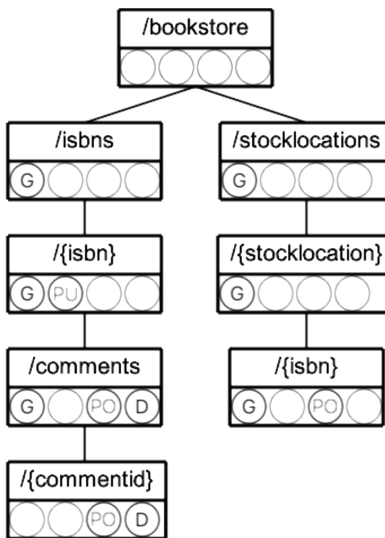 /bookstore
/isbns
G
/{isbn}
G PU
/comments
G PO D
/{commentid}
PO D
/stocklocations
G
/{stocklocation}
G
/{isbn}
G PO